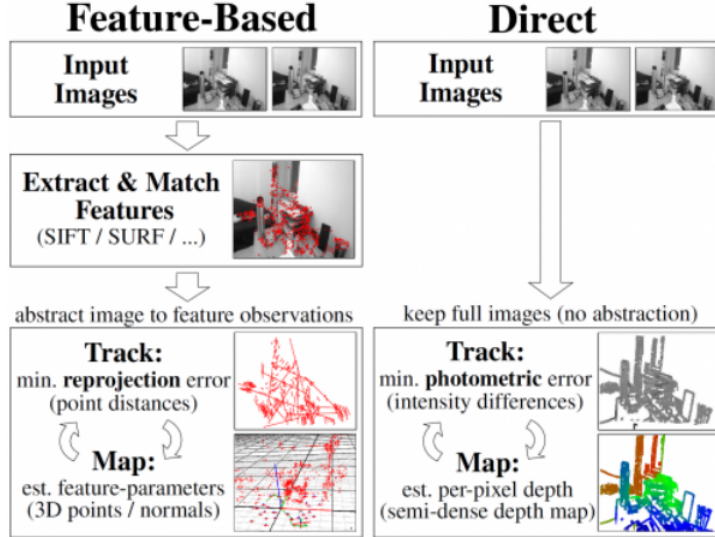 Feature-Based
Input
Images
Extract & Match
Features
(SIFT / SURF / ...)
abstract image to feature observations
Track:
min. reprojection error
(point distances)
Map:
est. feature-parameters
(3D points / normals)
Direct
Input
Images
keep full images (no abstraction)
Track:
min. photometric error
(intensity differences)
Map:
est. per-pixel depth
(semi-dense depth map)